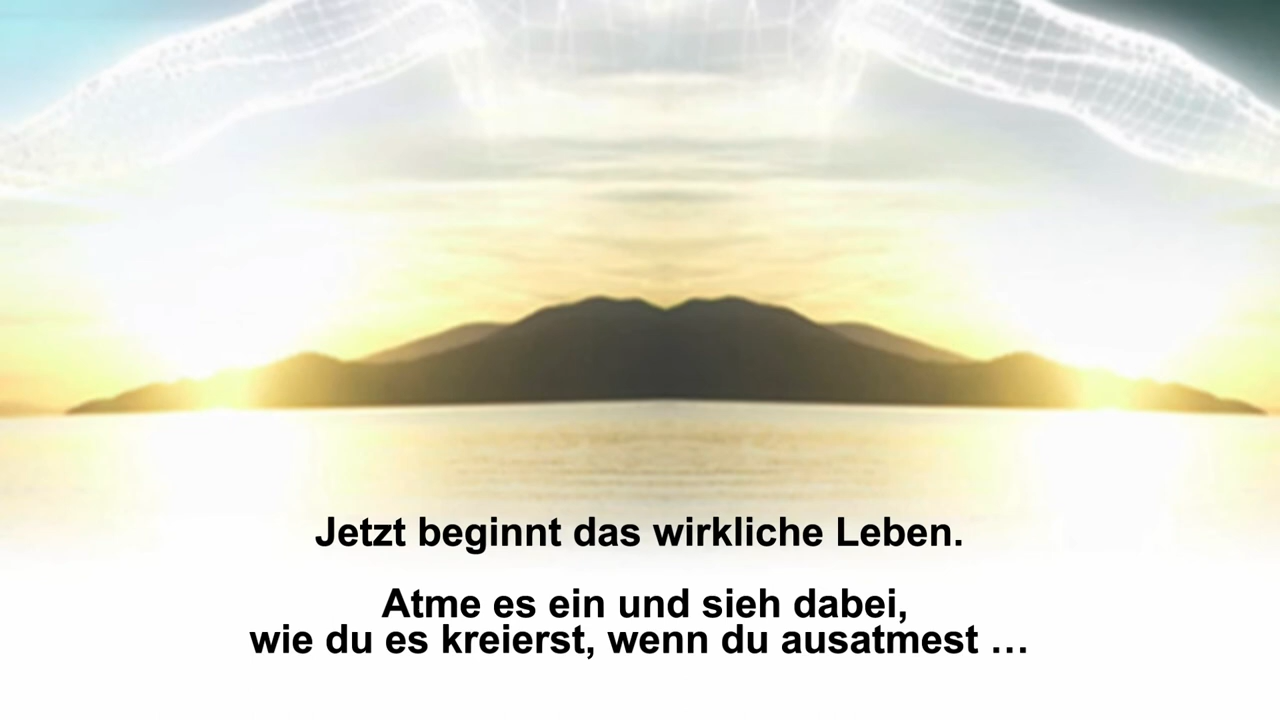 Jetzt beginnt das wirkliche Leben.
Atme es ein und sieh dabei,
wie du es kreierst, wenn du ausatmest …